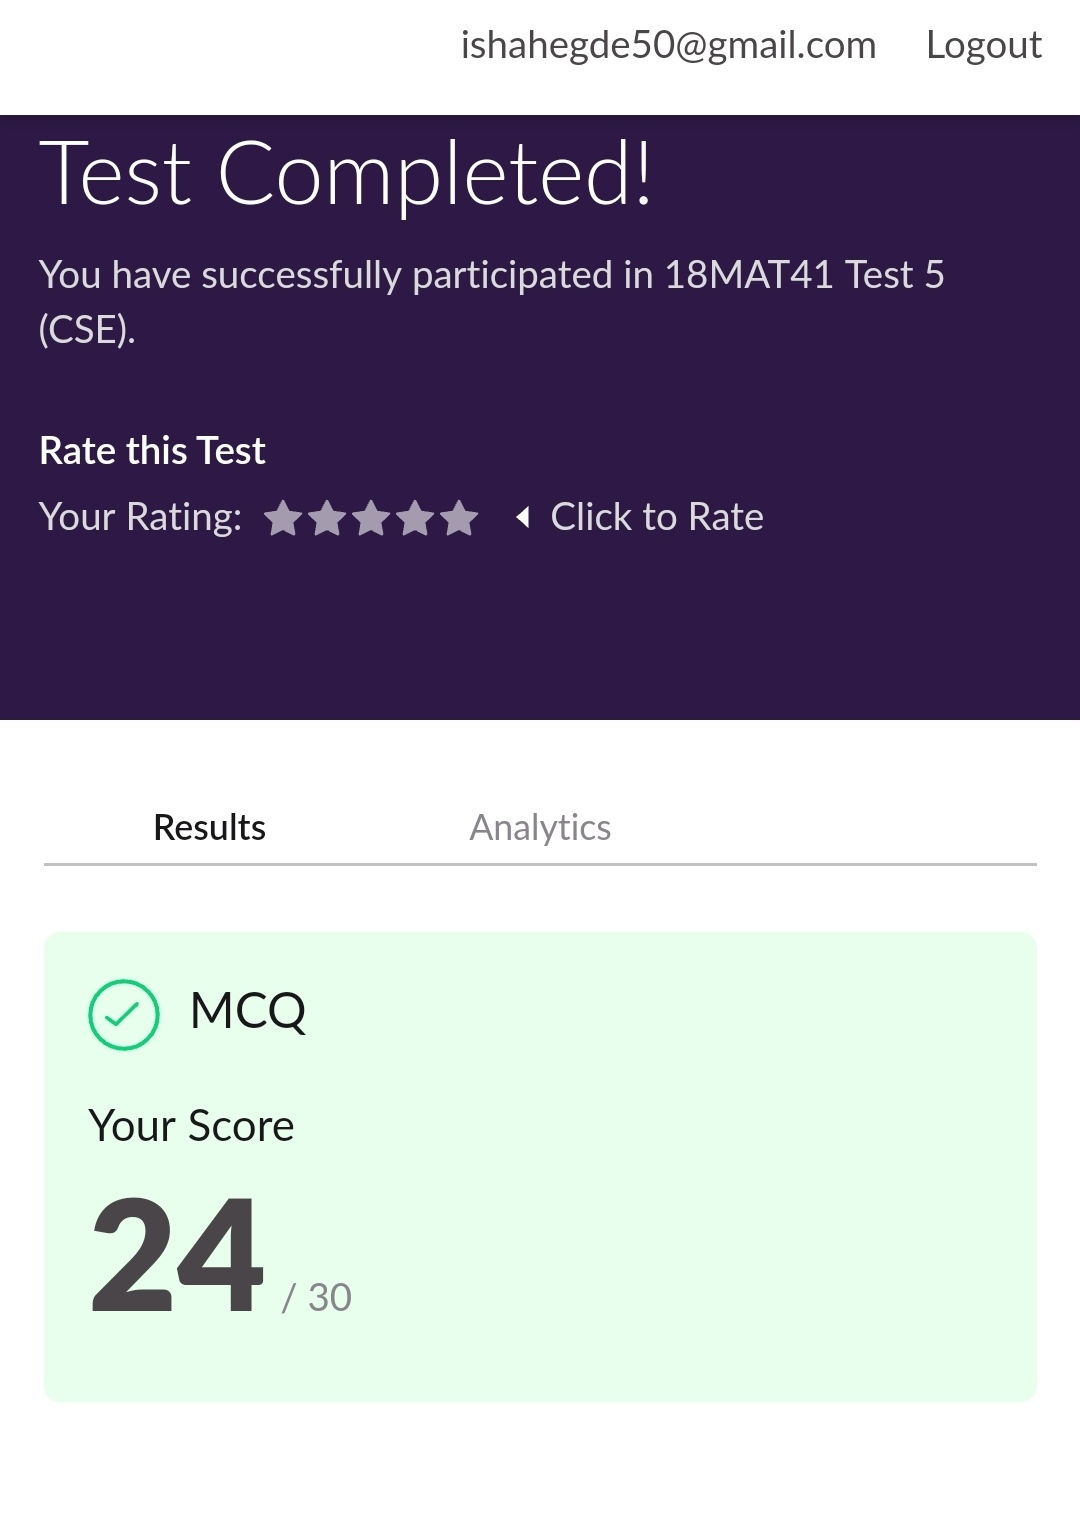 ishahegde50@gmail.com Logout
Test Completed!
You have successfully participated in 18MAT41 Test 5
(CSE).
Rate this Test
Your Rating: Click to Rate
Results Analytics
MCQ
Your Score
24 / 30